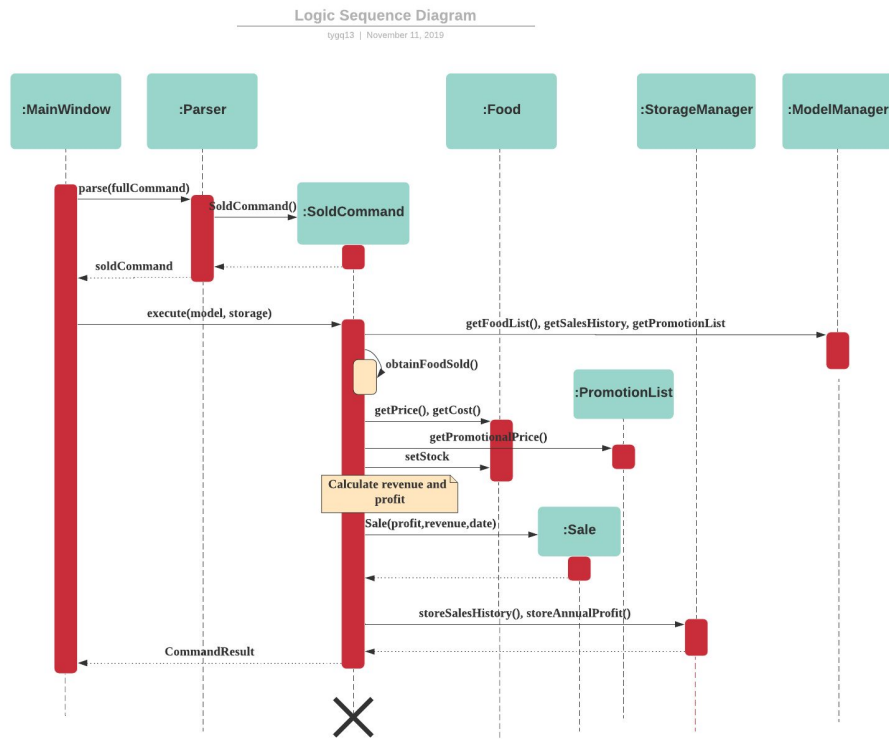 Logic Sequence Diagram
tygq13 | November 11, 2019
:MainWindow
:Parser
:Food
:StorageManager
:ModelManager
parse(fullCommand)
SoldCommand()
:SoldCommand
soldCommand
execute(model, storage)
getFoodList(), getSalesHistory, getPromotionList
obtainFoodSold()
:PromotionList
getPrice(), getCost()
getPromotionalPrice()
setStock
Calculate revenue and
profit
Sale(profit,revenue,date)
:Sale
storeSalesHistory(), storeAnnualProfit()
CommandResult